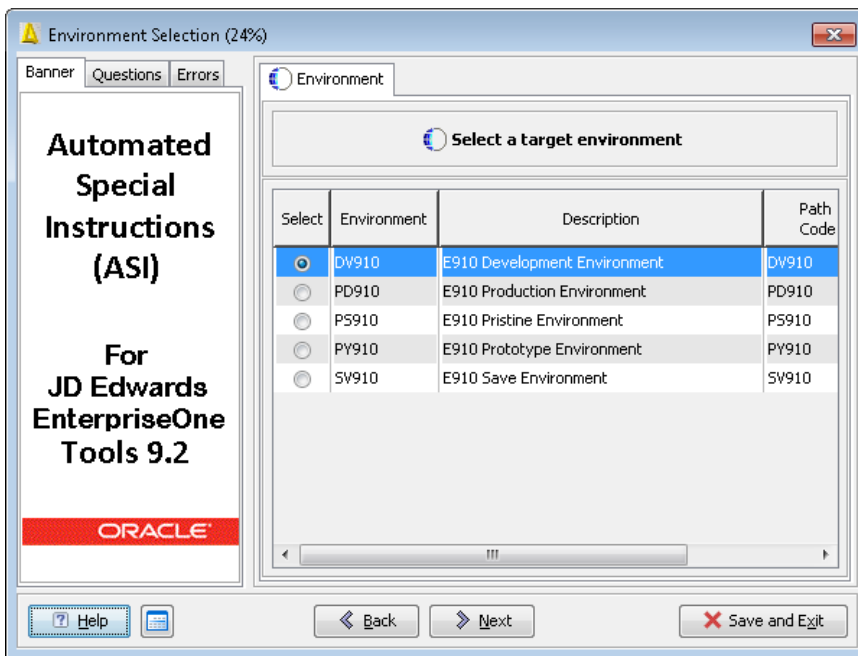 Environment Selection (24%)
Banner Questions Errors
Automated
Special
Instructions
(ASI)
For
JD Edwards
EnterpriseOne
Tools 9.2
ORACLE
Environment
Select a target environment
Select Environment Description Path Code
DV910 E910 Development Environment DV910
PD910 E910 Production Environment PD910
PS910 E910 Pristine Environment PS910
PY910 E910 Prototype Environment PY910
SV910 E910 Save Environment SV910
Help Back Next Save and Exit